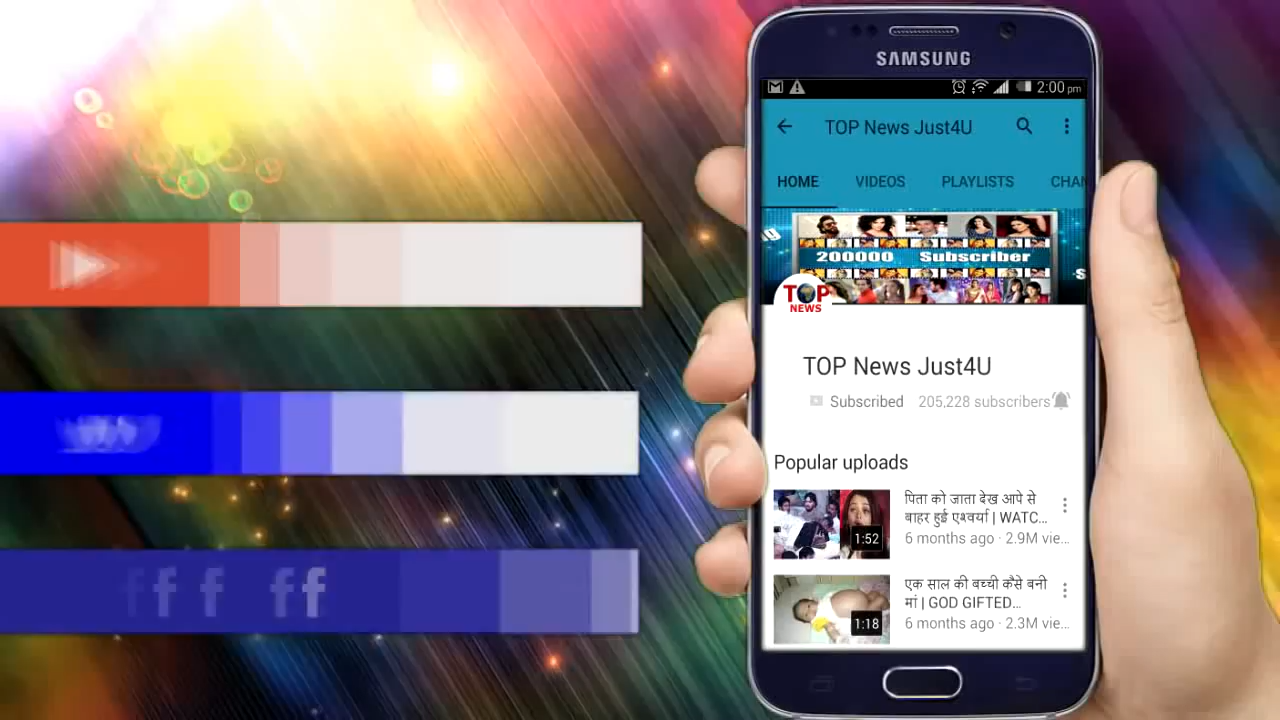 SAMSUNG
2:00 pm
TOP News Just4U
HOME VIDEOS PLAYLISTS CHAN
200000 Subscriber
TOP
NEWS
TOP News Just4U
Subscribed 205,228 subscribers
Popular uploads
पिता को जाता देख आपे से
बाहर हुई एश्वर्या | WATC...
6 months ago · 2.9M vie...
1:52
एक साल की बच्ची कैसे बनी
मां | GOD GIFTED...
6 months ago · 2.3M vie...
1:18
f f f f f